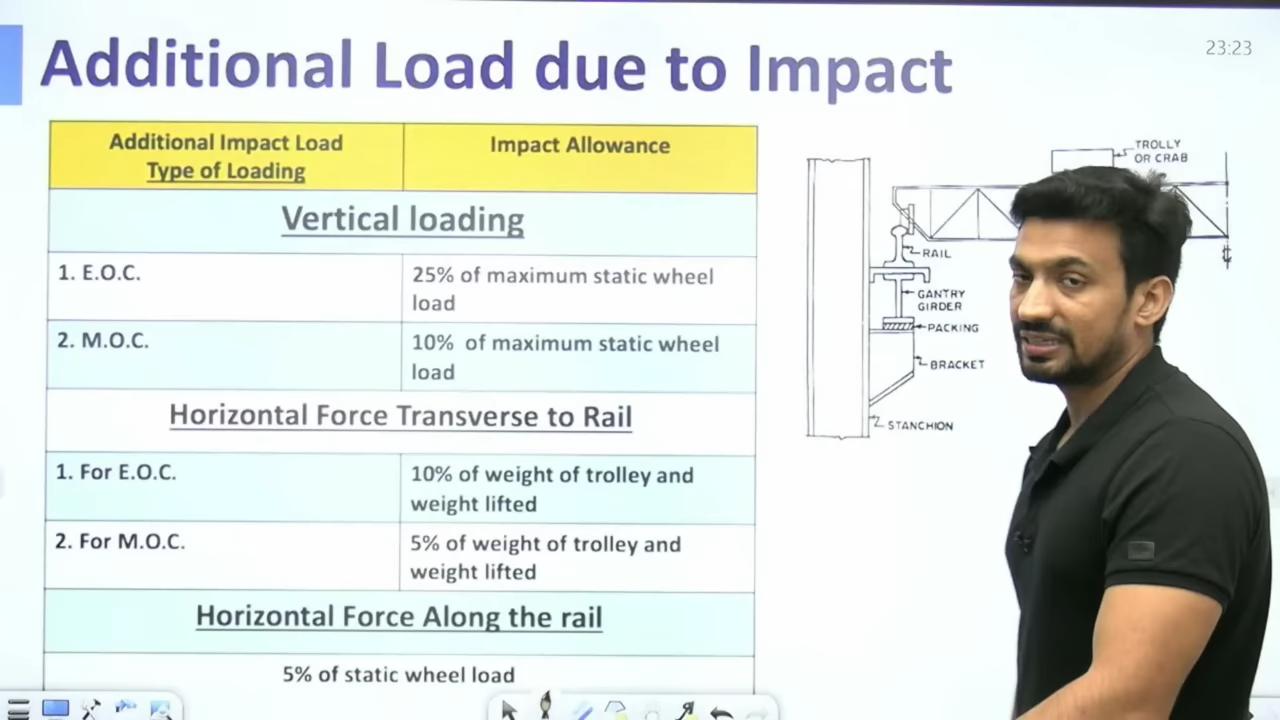 Additional Load due to Impact
23:23
Additional Impact Load
Type of Loading
Impact Allowance
Vertical loading
1. E.O.C.
25% of maximum static wheel
load
2. M.O.C.
10% of maximum static wheel
load
Horizontal Force Transverse to Rail
1. For E.O.C.
10% of weight of trolley and
weight lifted
2. For M.O.C.
5% of weight of trolley and
weight lifted
Horizontal Force Along the rail
5% of static wheel load
TROLLY
OR CRAB
RAIL
GANTRY
GIRDER
PACKING
BRACKET
STANCHION